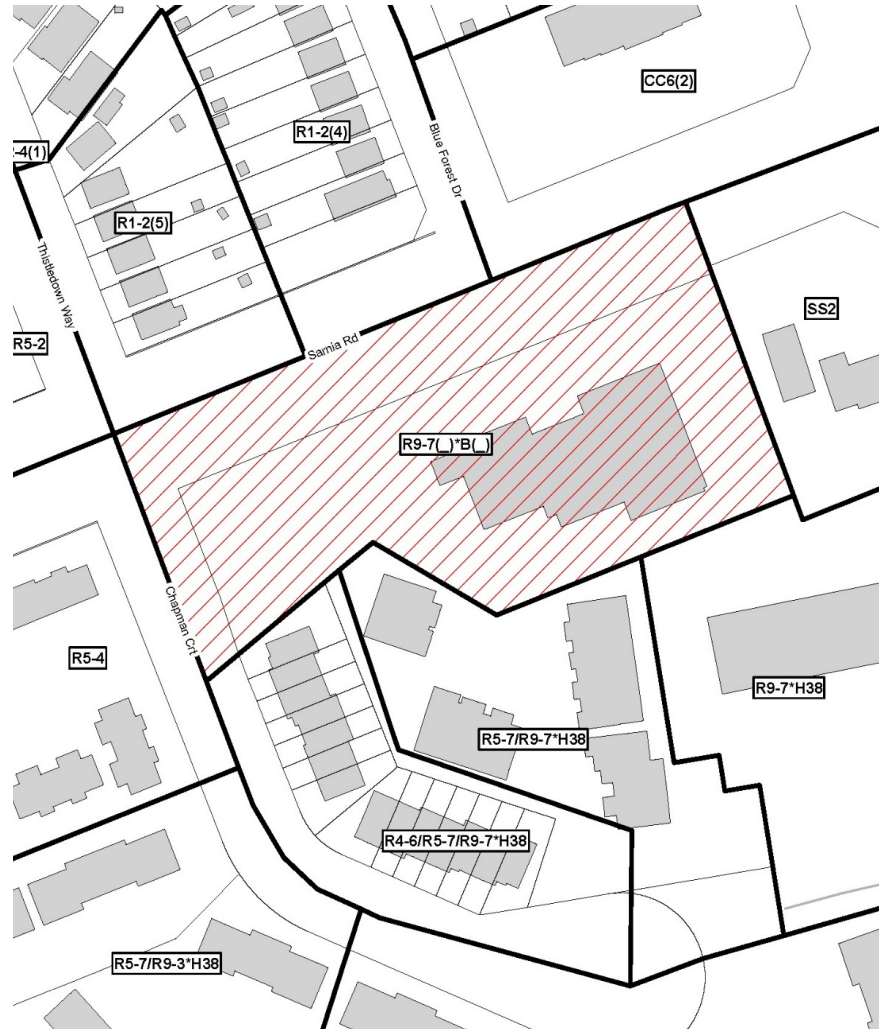 CC6(2)
R1-2(4)
Blue Forest Dr
-4(1)
R1-2(5)
Thistledown Way
SS2
R5-2
Sarnia Rd
R9-7(_)*B(_)
Chapman Crt
R5-4
R9-7*H38
R5-7/R9-7*H38
R4-6/R5-7/R9-7*H38
R5-7/R9-3*H38